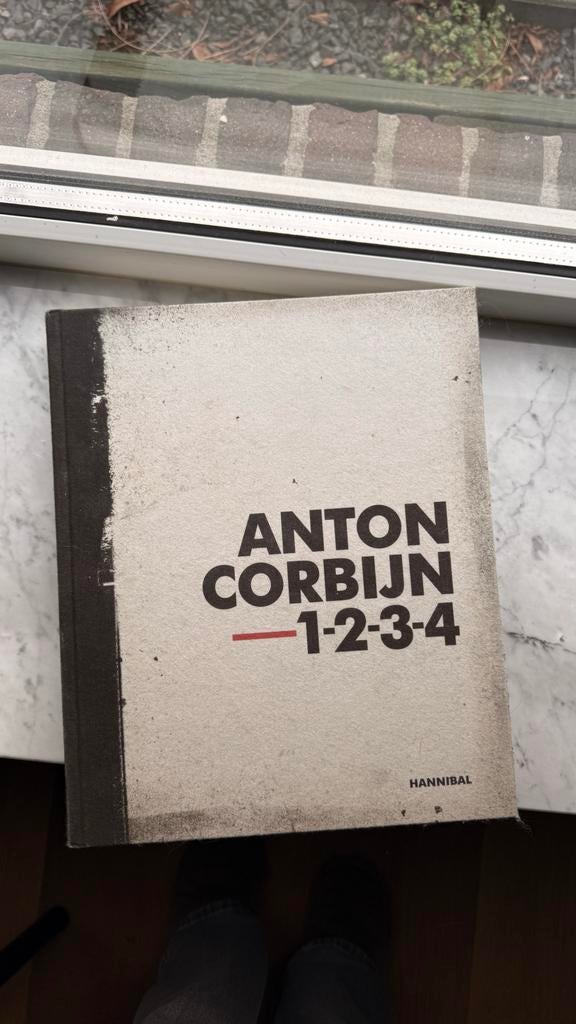 ANTON
CORBIJN
—1-2-3-4
HANNIBAL